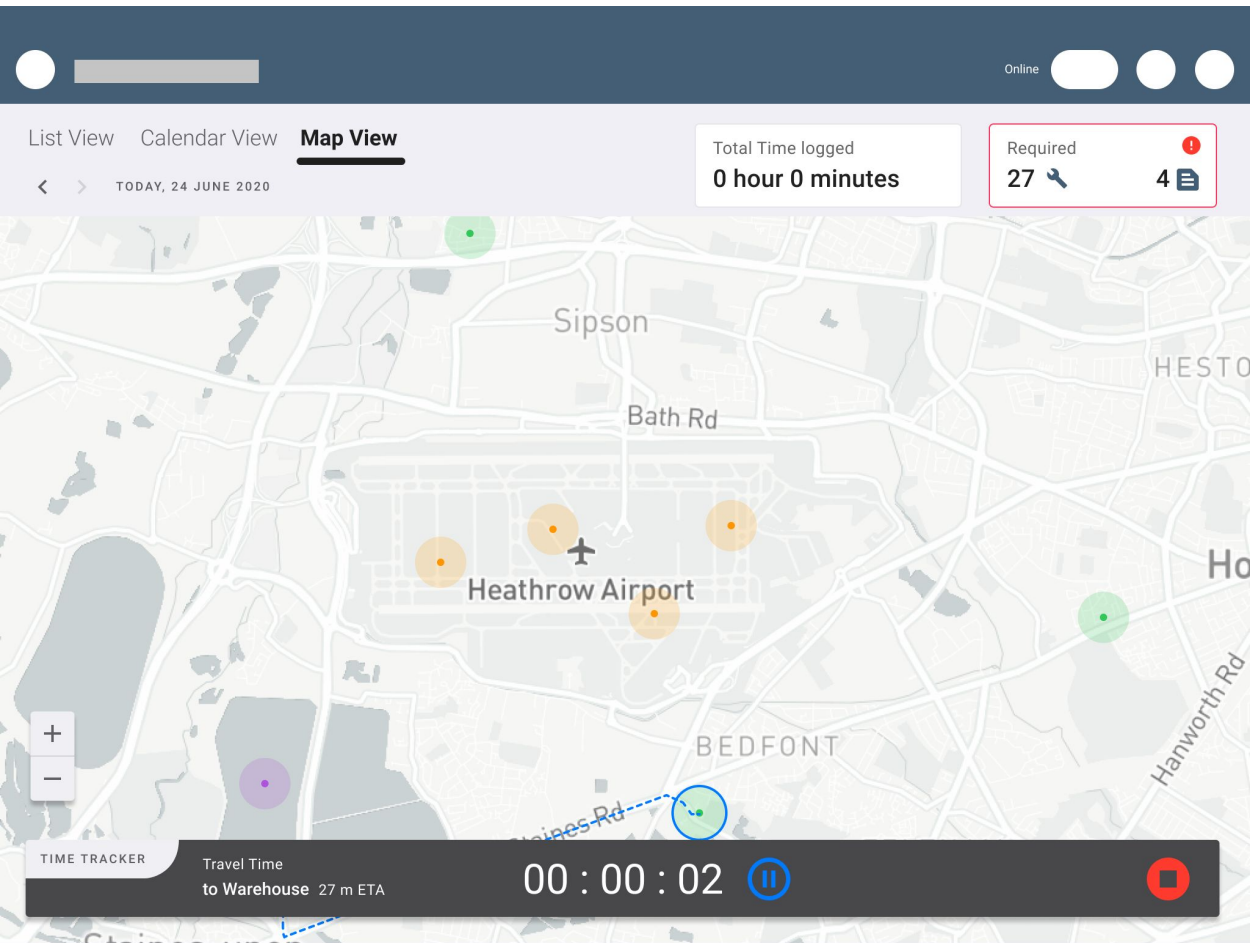 Online
List View Calendar View Map View
TODAY, 24 JUNE 2020
Total Time logged
0 hour 0 minutes
Required
27
4
Sipson
HESTO
Bath Rd
Heathrow Airport
Ho
Hanworth Rd
BEDFONT
Staines Rd
TIME TRACKER
Travel Time
to Warehouse 27 m ETA
00 : 00 : 02